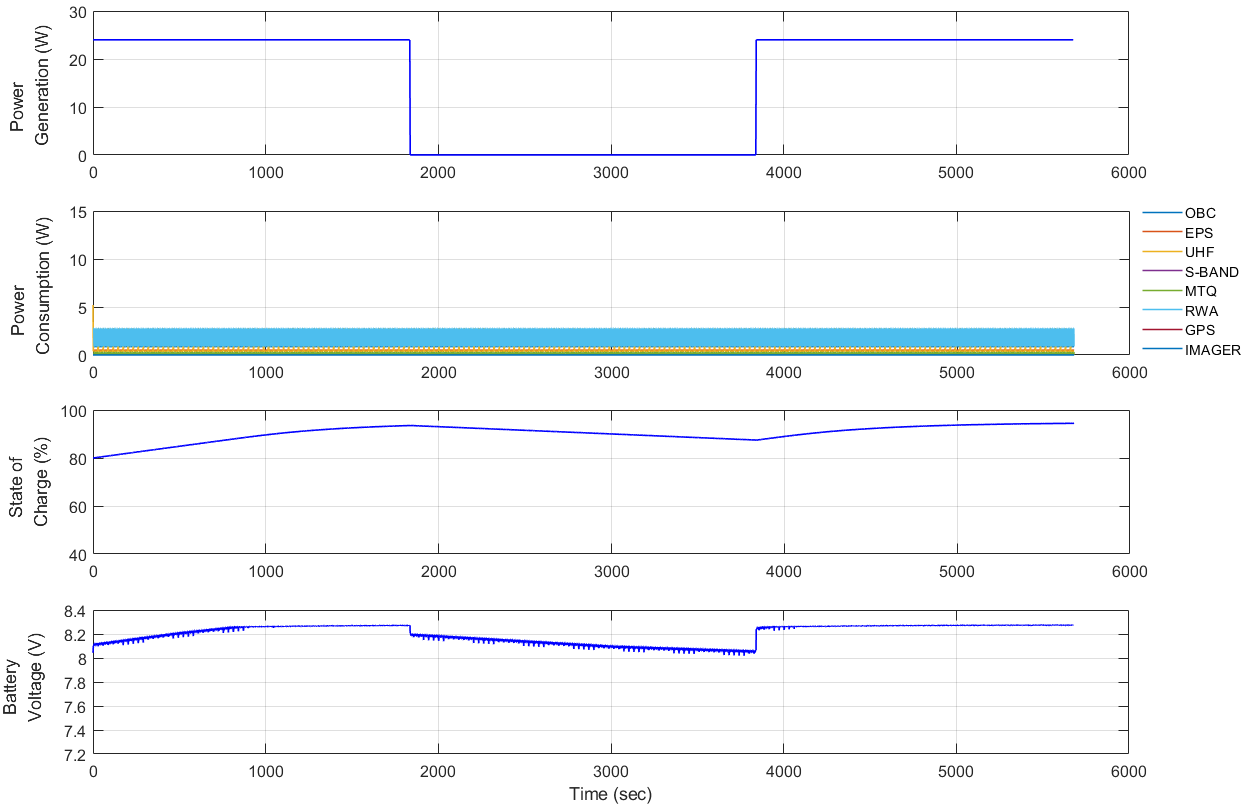 Power
Generation (W)
30
20
10
0
0 1000 2000 3000 4000 5000 6000
Power
Consumption (W)
15
10
5
0
0 1000 2000 3000 4000 5000 6000
OBC
EPS
UHF
S-BAND
MTQ
RWA
GPS
IMAGER
State of
Charge (%)
100
80
60
40
0 1000 2000 3000 4000 5000 6000
Battery
Voltage (V)
8.4
8.2
8
7.8
7.6
7.4
7.2
0 1000 2000 3000 4000 5000 6000
Time (sec)